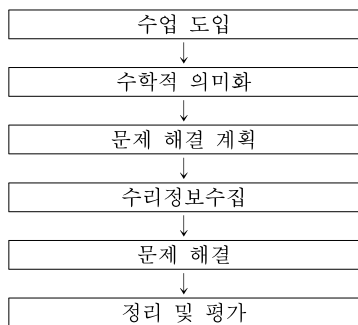 수업 도입
수학적 의미화
문제 해결 계획
수리정보수집
문제 해결
정리 및 평가